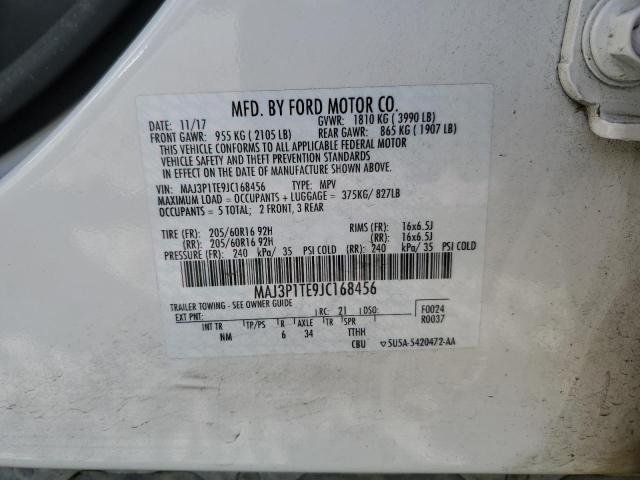 MFD. BY FORD MOTOR CO.
DATE: 11/17 GVWR: 1810 KG ( 3990 LB)
FRONT GAWR: 955 KG ( 2105 LB) REAR GAWR: 865 KG ( 1907 LB)
THIS VEHICLE CONFORMS TO ALL APPLICABLE FEDERAL MOTOR
VEHICLE SAFETY AND THEFT PREVENTION STANDARDS
IN EFFECT ON THE DATE OF MANUFACTURE SHOWN ABOVE.
VIN: MAJ3P1TE9JC168456 TYPE: MPV
MAXIMUM LOAD = OCCUPANTS + LUGGAGE = 375KG/ 827LB
OCCUPANTS = 5 TOTAL; 2 FRONT, 3 REAR
TIRE (FR): 205/60R16 92H RIMS (FR): 16x6.5J
(RR): 205/60R16 92H (RR): 16x6.5J
PRESSURE (FR): 240 kPa/ 35 PSI COLD (RR): 240 kPa/ 35 PSI COLD
MAJ3P1TE9JC168456
TRAILER TOWING - SEE OWNER GUIDE
EXT PNT: RC: 21 DSO: F0024
R0037
INT TR TP/PS R AXLE TR SPR
NM 6 34 TTHH
CBU 5U5A-5420472-AA